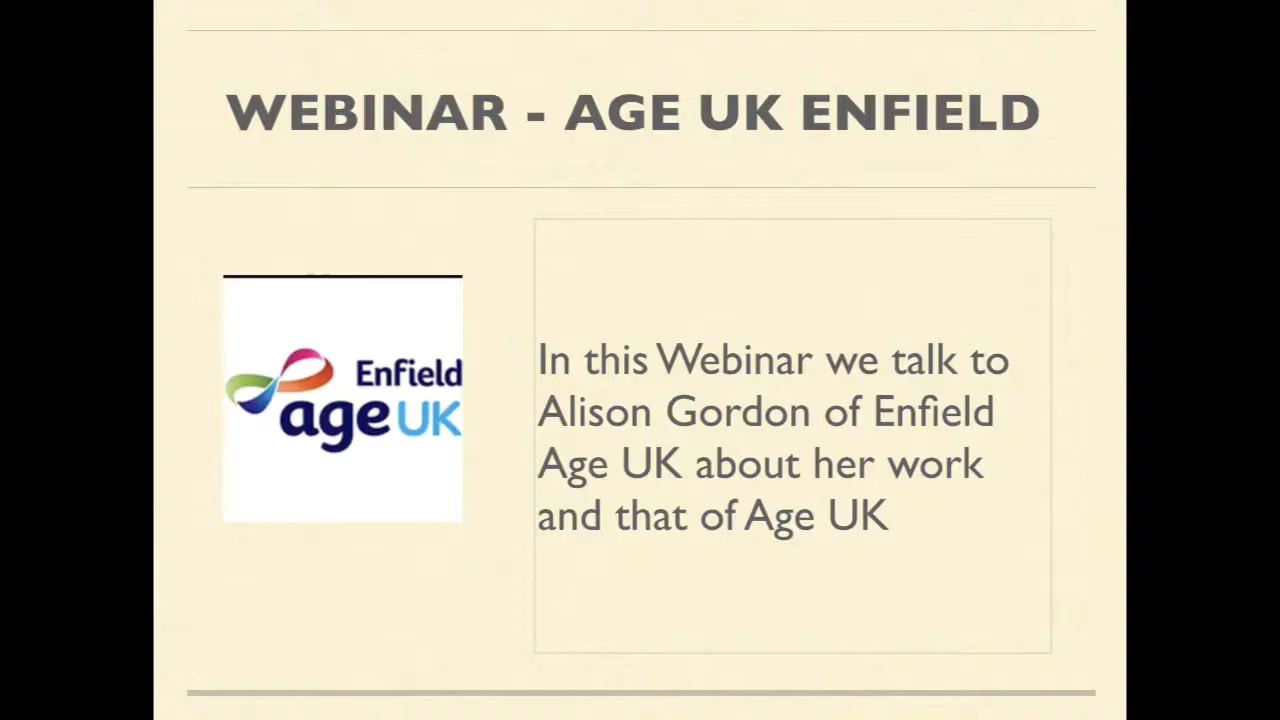 WEBINAR - AGE UK ENFIELD
Enfield
age UK
In this Webinar we talk to
Alison Gordon of Enfield
Age UK about her work
and that of Age UK